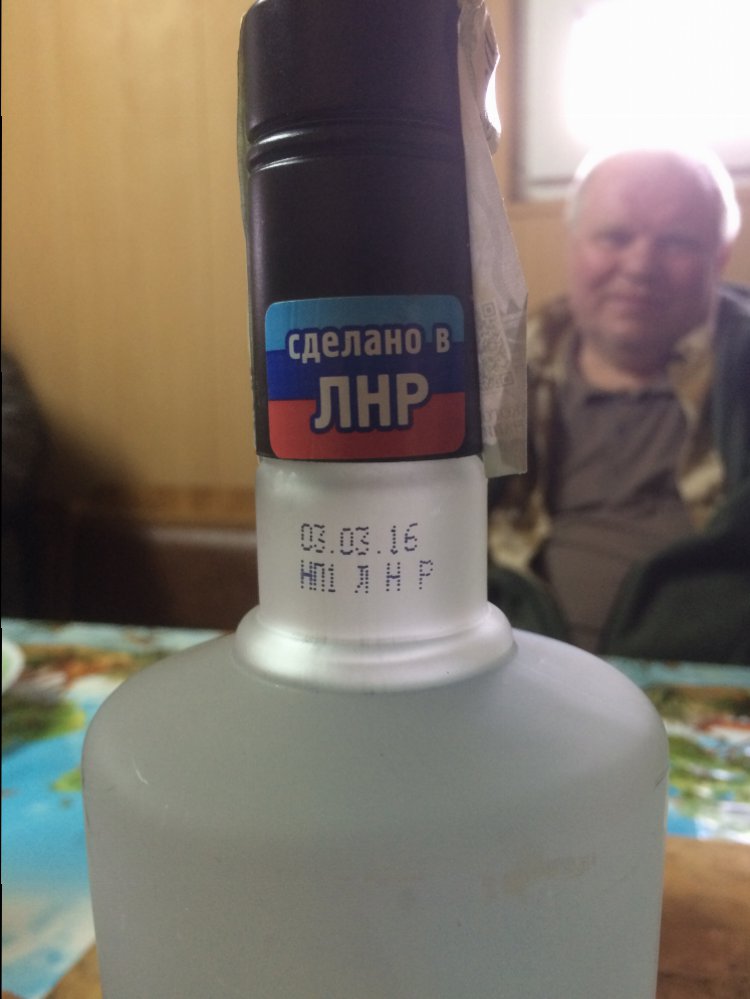 сделано в
ЛНР
03.03.16
НП1 Л Н Р